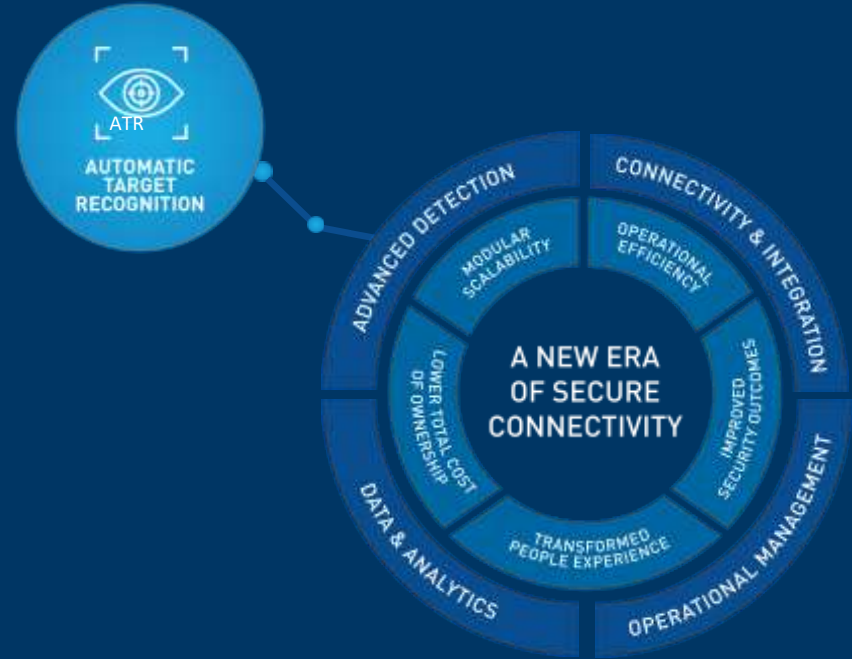 ATR
AUTOMATIC
TARGET
RECOGNITION
ADVANCED DETECTION
CONNECTIVITY & INTEGRATION
MODULAR
SCALABILITY
OPERATIONAL
EFFICIENCY
LOWER TOTAL COST
OF OWNERSHIP
A NEW ERA
OF SECURE
CONNECTIVITY
IMPROVED
SECURITY OUTCOMES
TRANSFORMED
PEOPLE EXPERIENCE
DATA & ANALYTICS
OPERATIONAL MANAGEMENT